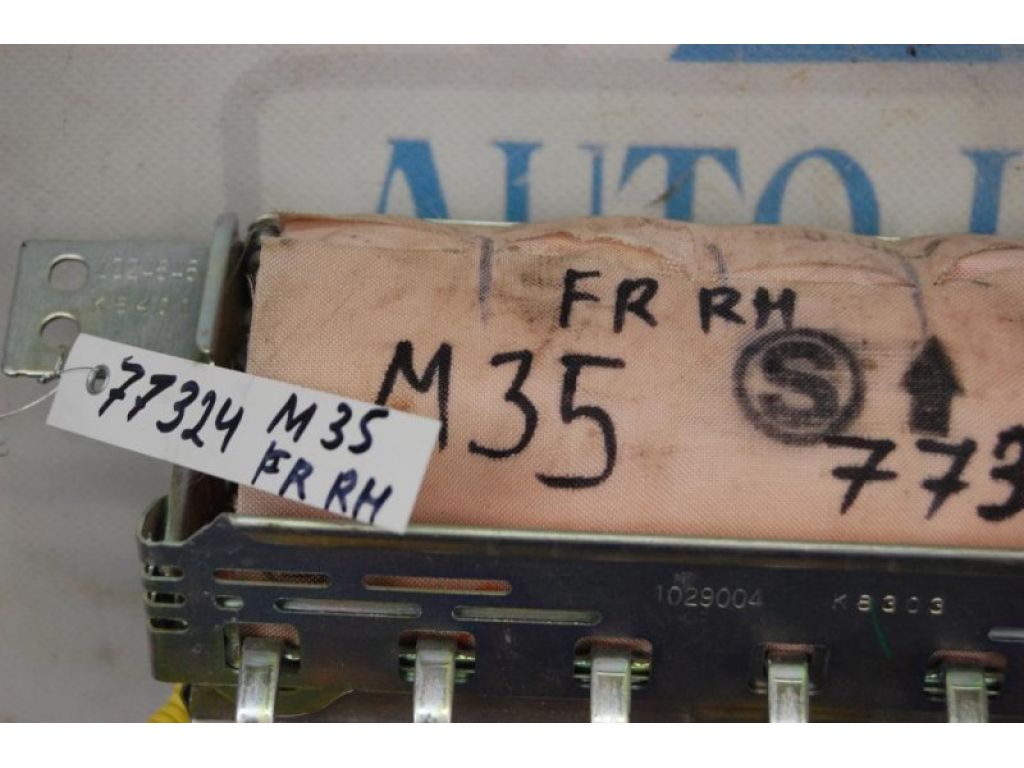 AUTO
FR RH
M35
S
773
77324 M35
FR RH
1029004 K8303